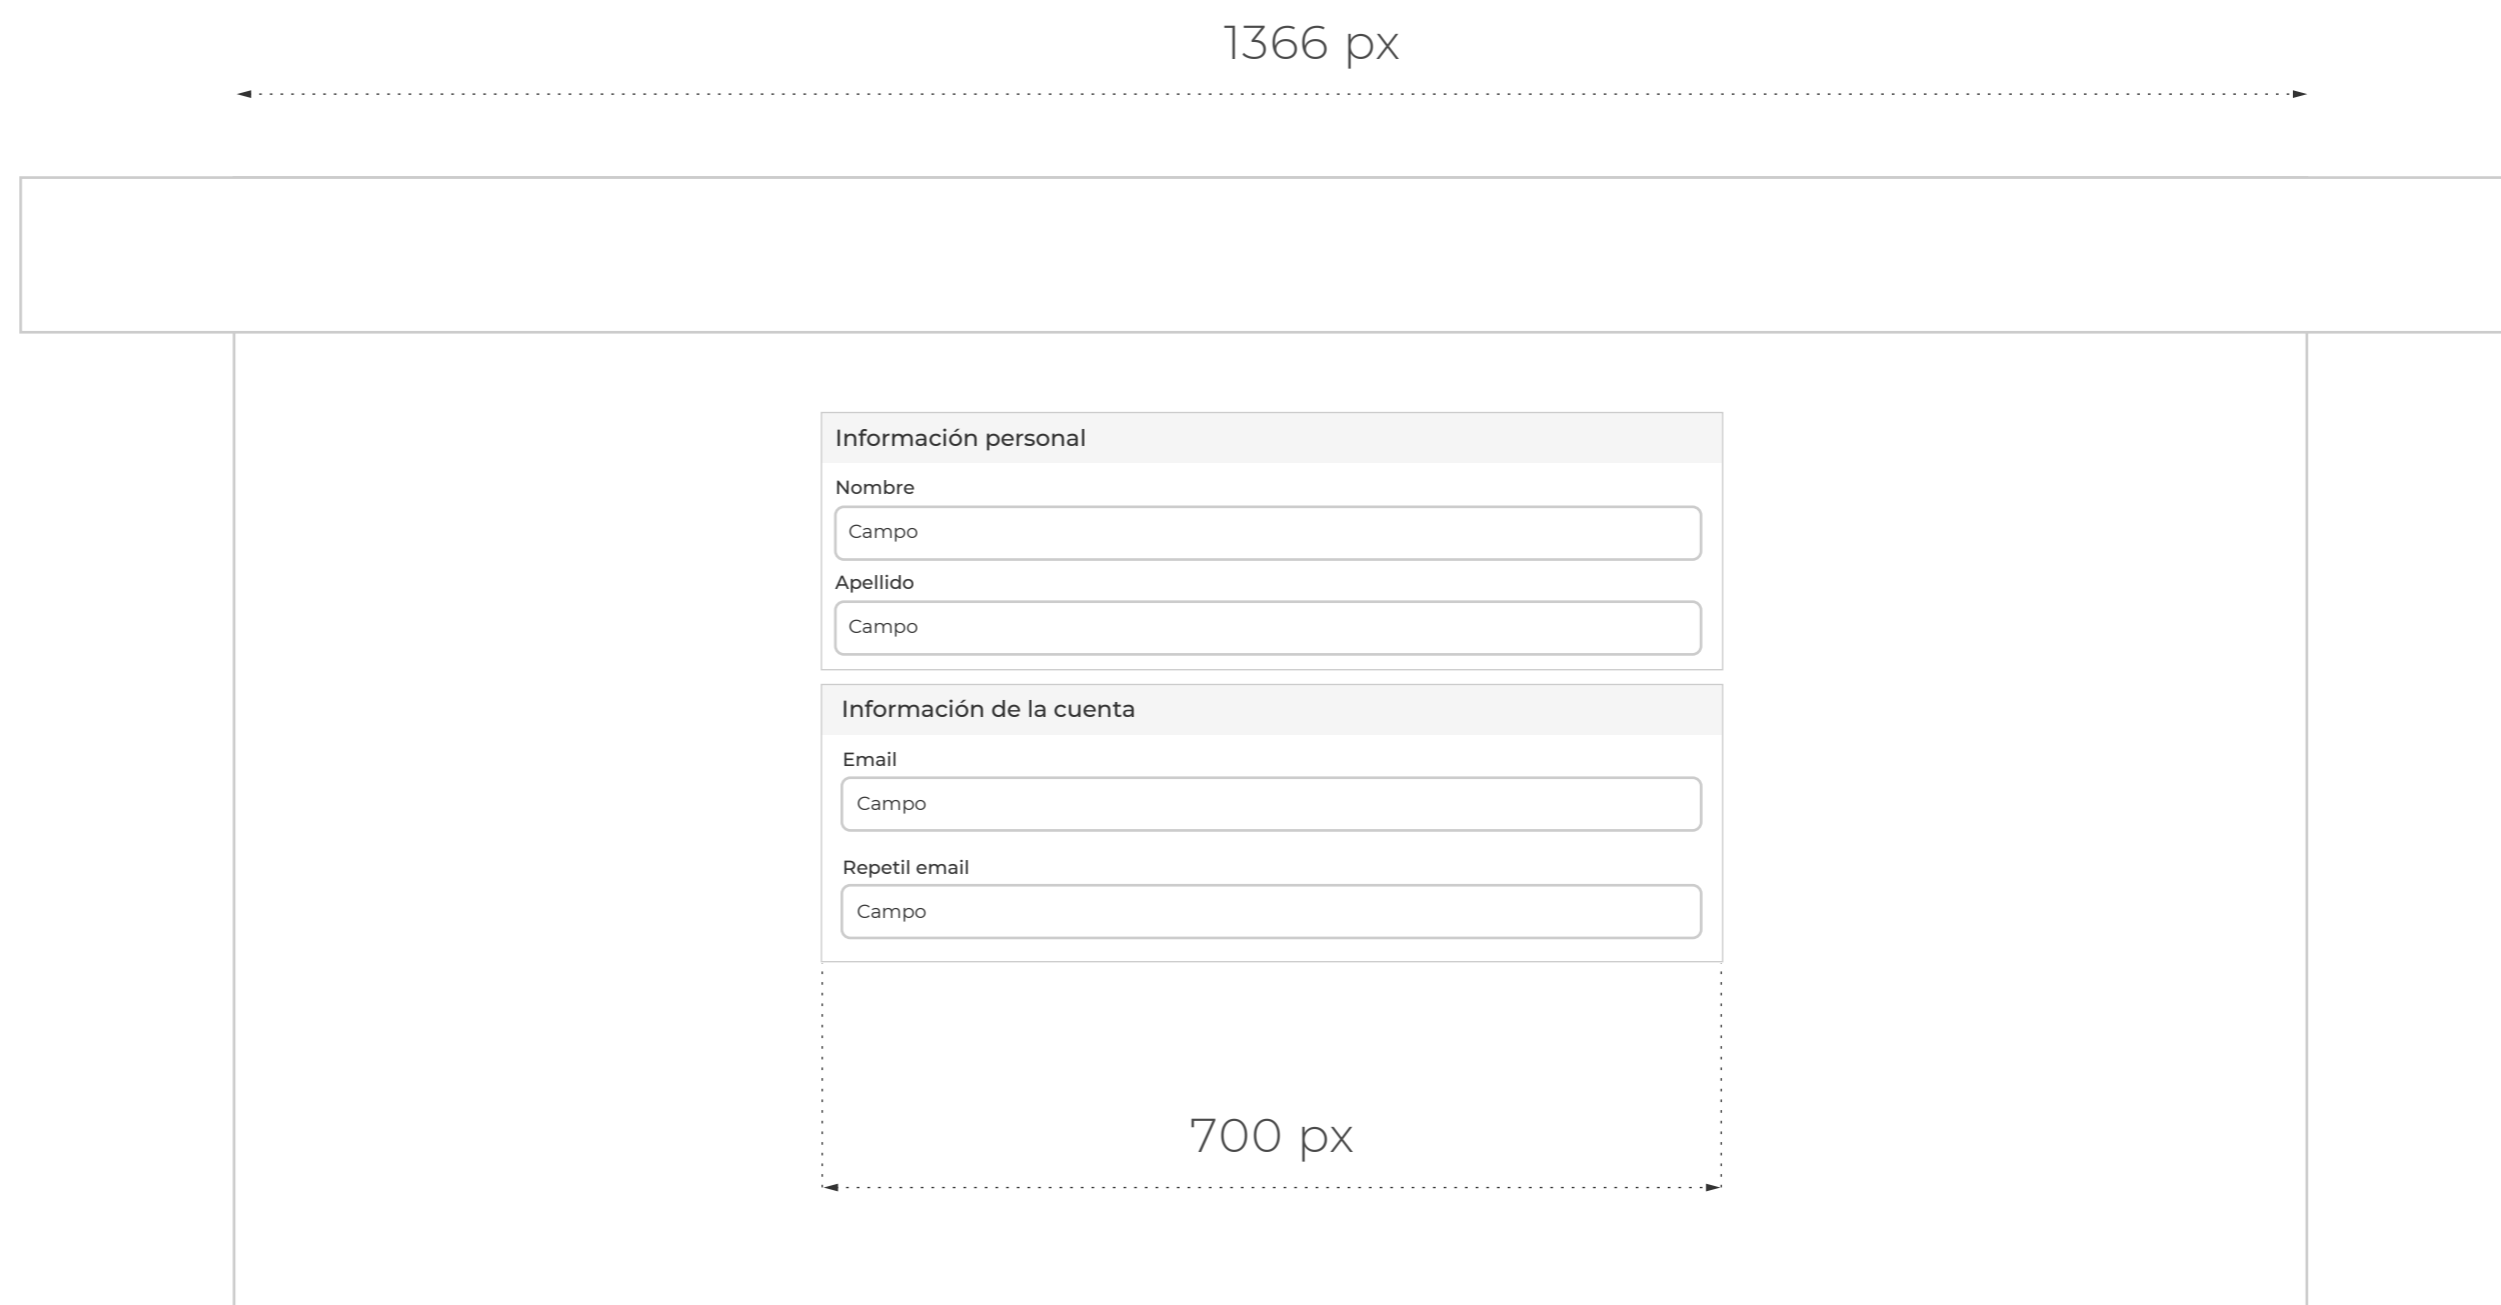 1366 px
Información personal
Nombre
Campo
Apellido
Campo
Información de la cuenta
Email
Campo
Repetil email
Campo
700 px